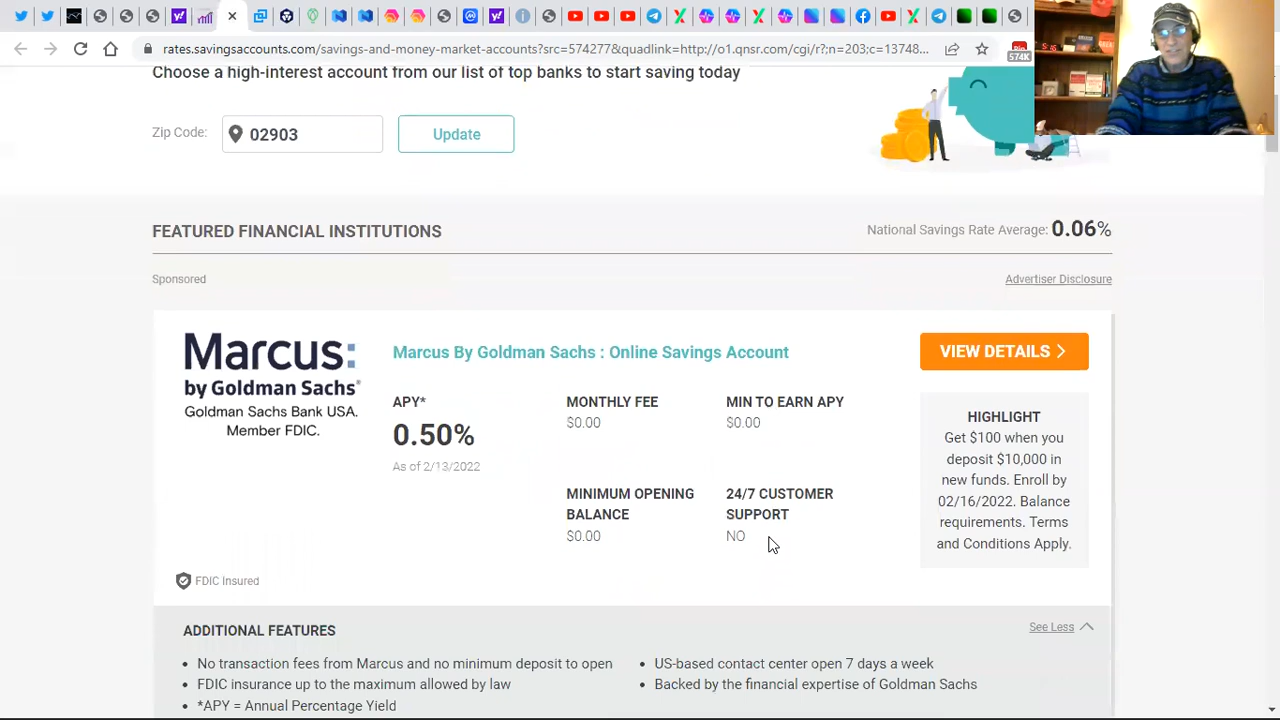 rates.savingsaccounts.com/savings-and-money-market-accounts?src=574277&quadlink=http://o1.qnsr.com/cgi/r?;n=203;c=13748...
574K
Choose a high-interest account from our list of top banks to start saving today
Zip Code:
02903
Update
FEATURED FINANCIAL INSTITUTIONS
National Savings Rate Average: 0.06%
Sponsored
Advertiser Disclosure
Marcus:
by Goldman Sachs®
Goldman Sachs Bank USA.
Member FDIC.
Marcus By Goldman Sachs : Online Savings Account
VIEW DETAILS
APY*
0.50%
As of 2/13/2022
MONTHLY FEE
$0.00
MIN TO EARN APY
$0.00
MINIMUM OPENING
BALANCE
$0.00
24/7 CUSTOMER
SUPPORT
NO
HIGHLIGHT
Get $100 when you
deposit $10,000 in
new funds. Enroll by
02/16/2022. Balance
requirements. Terms
and Conditions Apply.
FDIC Insured
ADDITIONAL FEATURES
See Less
• No transaction fees from Marcus and no minimum deposit to open
• FDIC insurance up to the maximum allowed by law
• *APY = Annual Percentage Yield
• US-based contact center open 7 days a week
• Backed by the financial expertise of Goldman Sachs